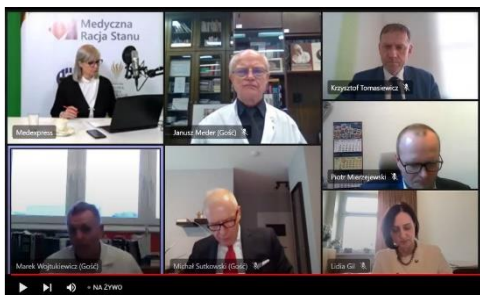 Medyczna
Racja Stanu
Medexpress
Janusz Meder (Gość)
Krzysztof Tomasiewicz
Piotr Mierzejewski
Marek Wojtukiewicz (Gość)
Michał Sutkowski (Gość)
Lidia Gil
NA ŻYWO